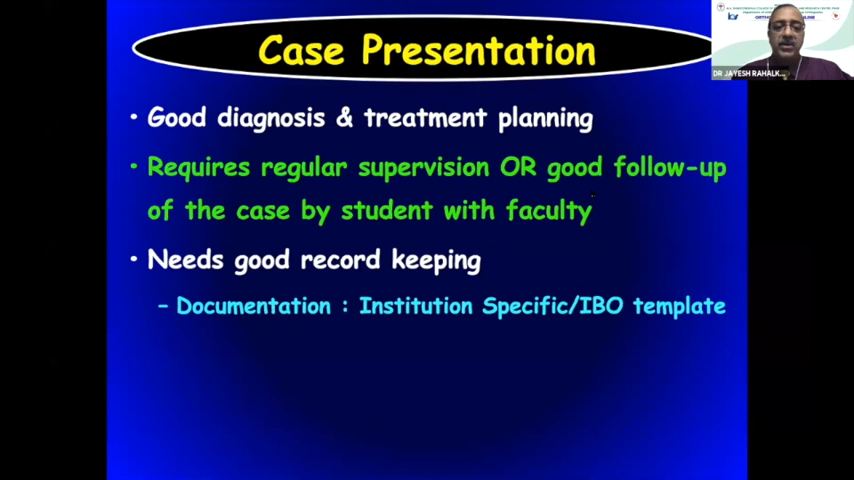 Case Presentation
• Good diagnosis & treatment planning
• Requires regular supervision OR good follow-up
of the case by student with faculty
• Needs good record keeping
– Documentation : Institution Specific/IBO template
DR JAYESH RAHALK...